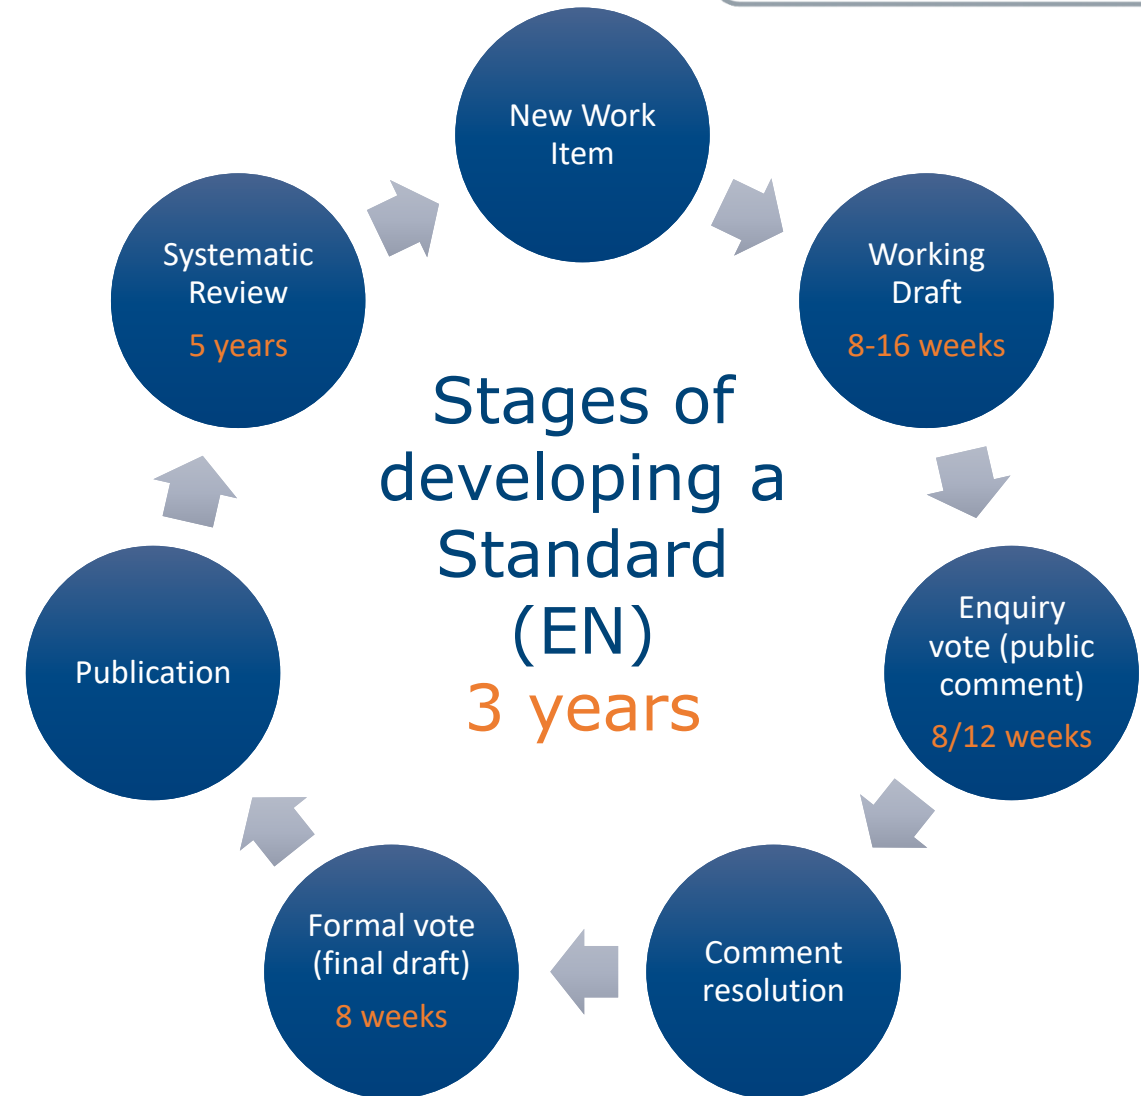 New Work
Item
Working
Draft
8-16 weeks
Enquiry
vote (public
comment)
8/12 weeks
Comment
resolution
Formal vote
(final draft)
8 weeks
Publication
Systematic
Review
5 years
Stages of
developing a
Standard
(EN)
3 years